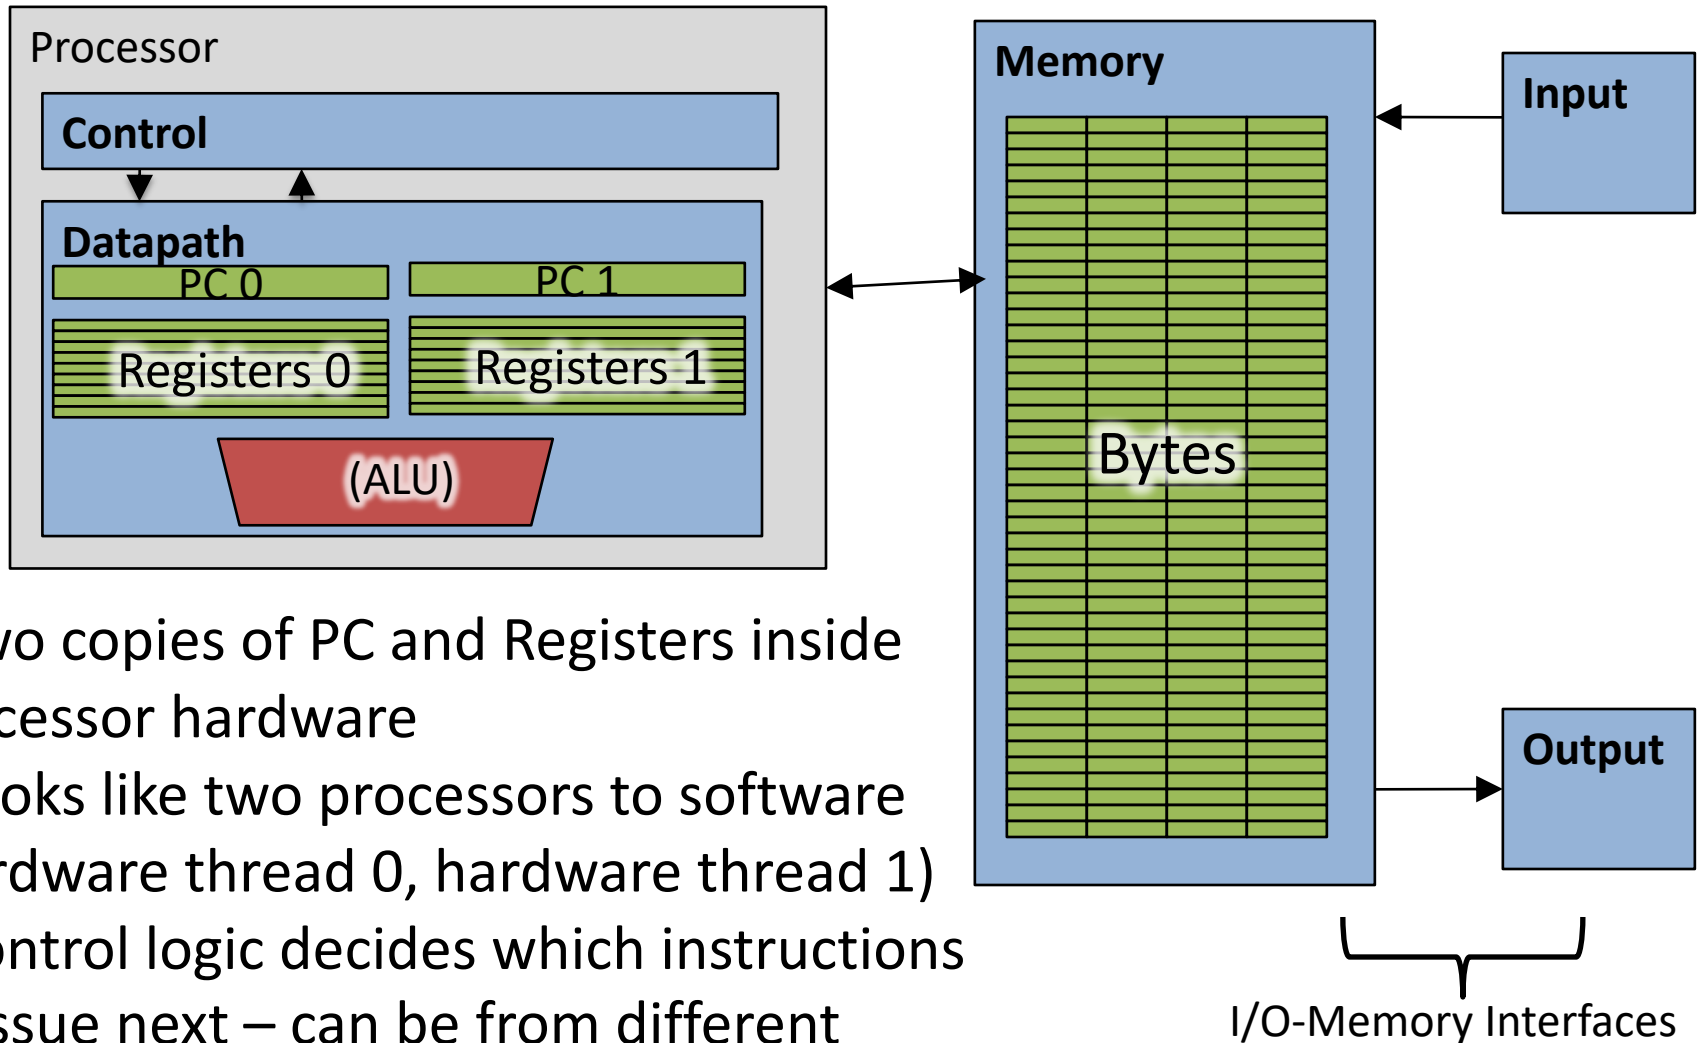 Processor
Control
Datapath
PC 0
PC 1
Registers 0
Registers 1
(ALU)
Memory
Bytes
Input
Output
I/O-Memory Interfaces
wo copies of PC and Registers inside
cessor hardware
oks like two processors to software
rdware thread 0, hardware thread 1)
ontrol logic decides which instructions
ssue next – can be from different